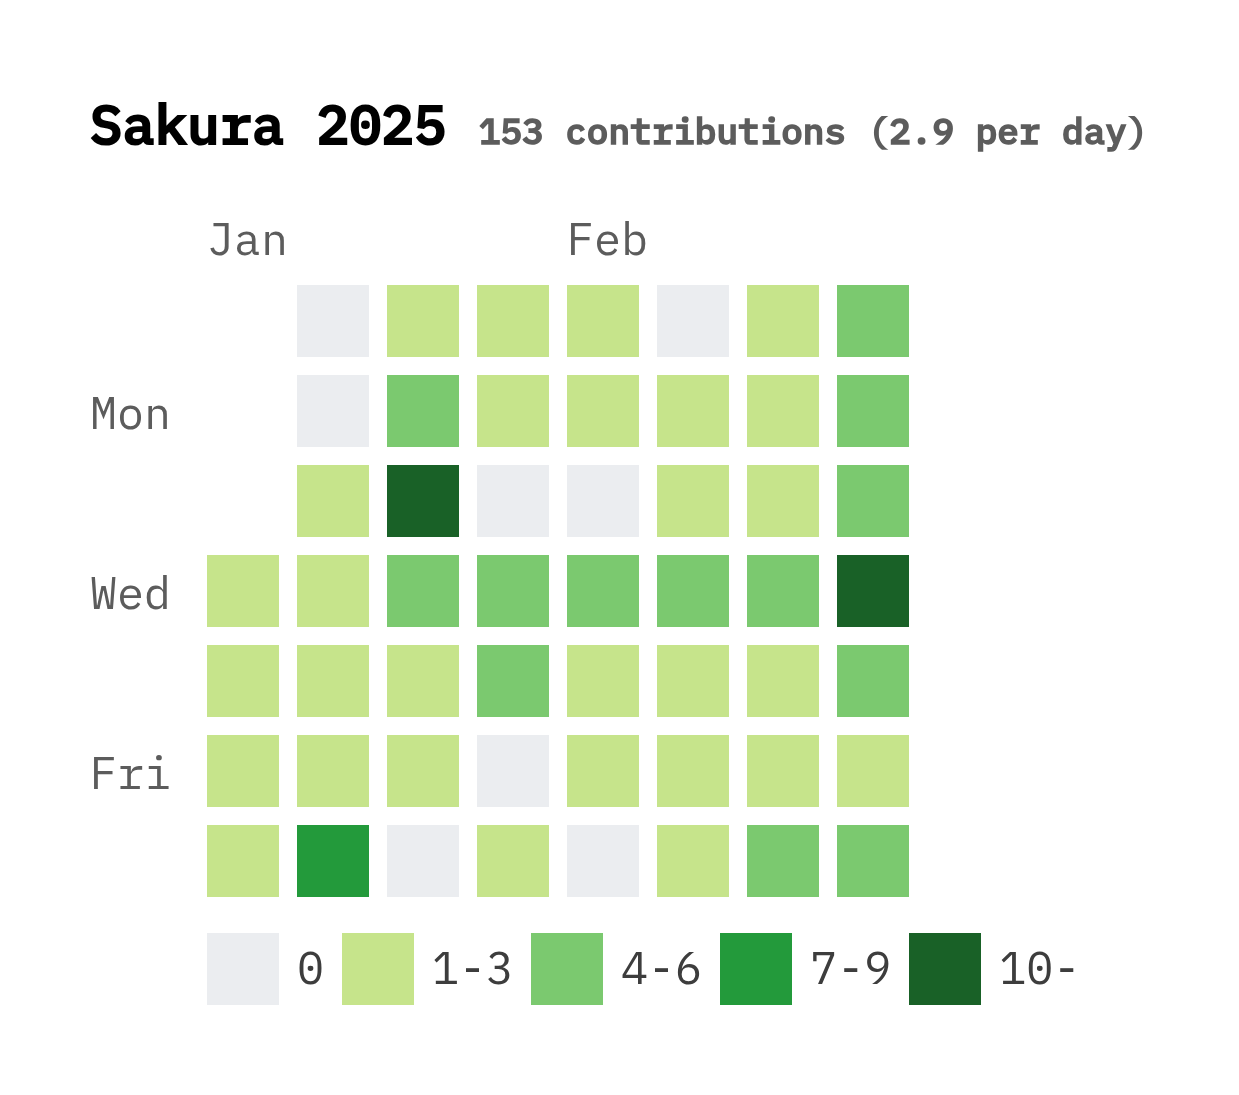 Sakura 2025 153 contributions (2.9 per day)
Jan Feb
Mon
Wed
Fri
0 1-3 4-6 7-9 10-